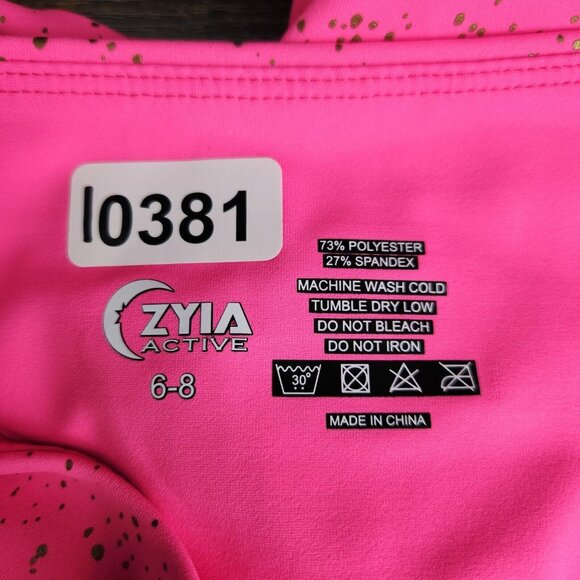 10381
ZYIA
ACTIVE
6-8
73% POLYESTER
27% SPANDEX
MACHINE WASH COLD
TUMBLE DRY LOW
DO NOT BLEACH
DO NOT IRON
30°
MADE IN CHINA